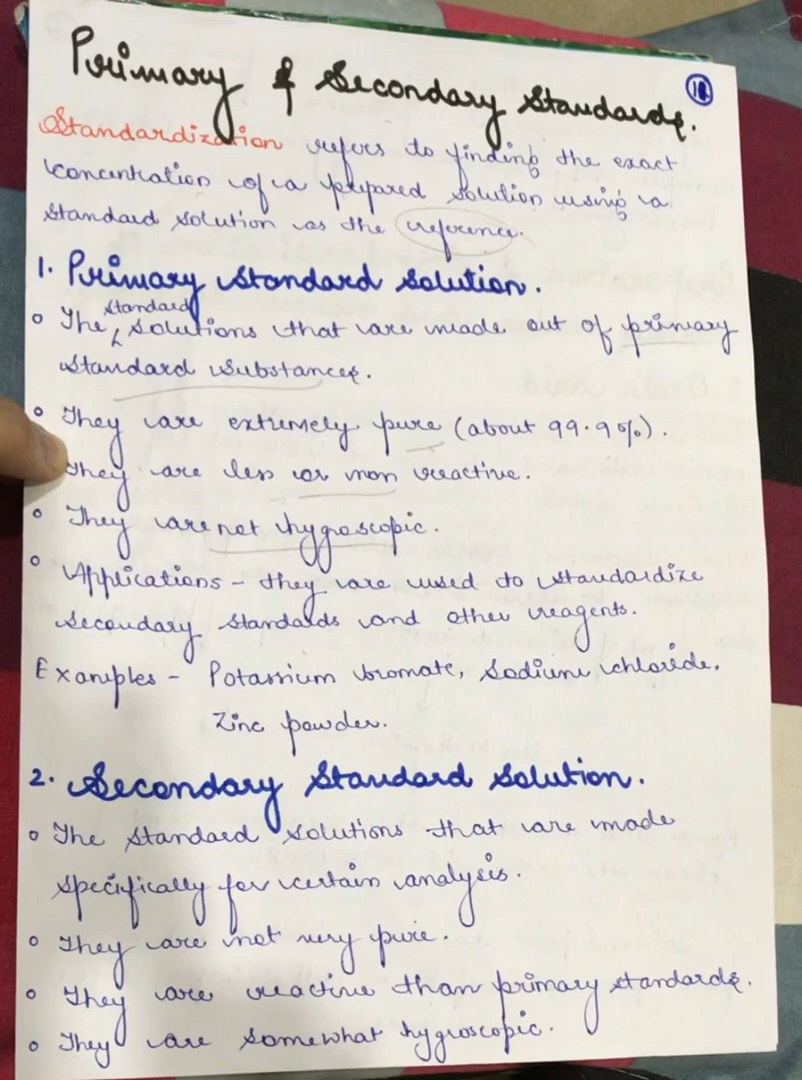 Primary & Secondary Standards.
Standardization refers to finding the exact
concentration of a prepared solution using a
standard solution as the reference.
1. Primary Standard Solution.
The standard solutions that are made out of primary
standard substances.
They are extremely pure (about 99.9%).
They are less or non reactive.
They are not hygroscopic.
Applications - they are used to standardize
secondary standards and other reagents.
Examples - Potassium bromate, Sodium chloride,
Zinc powder.
2. Secondary Standard Solution.
The standard solutions that are made
specifically for certain analysis.
They are not very pure.
They are reactive than primary standards.
They are somewhat hygroscopic.